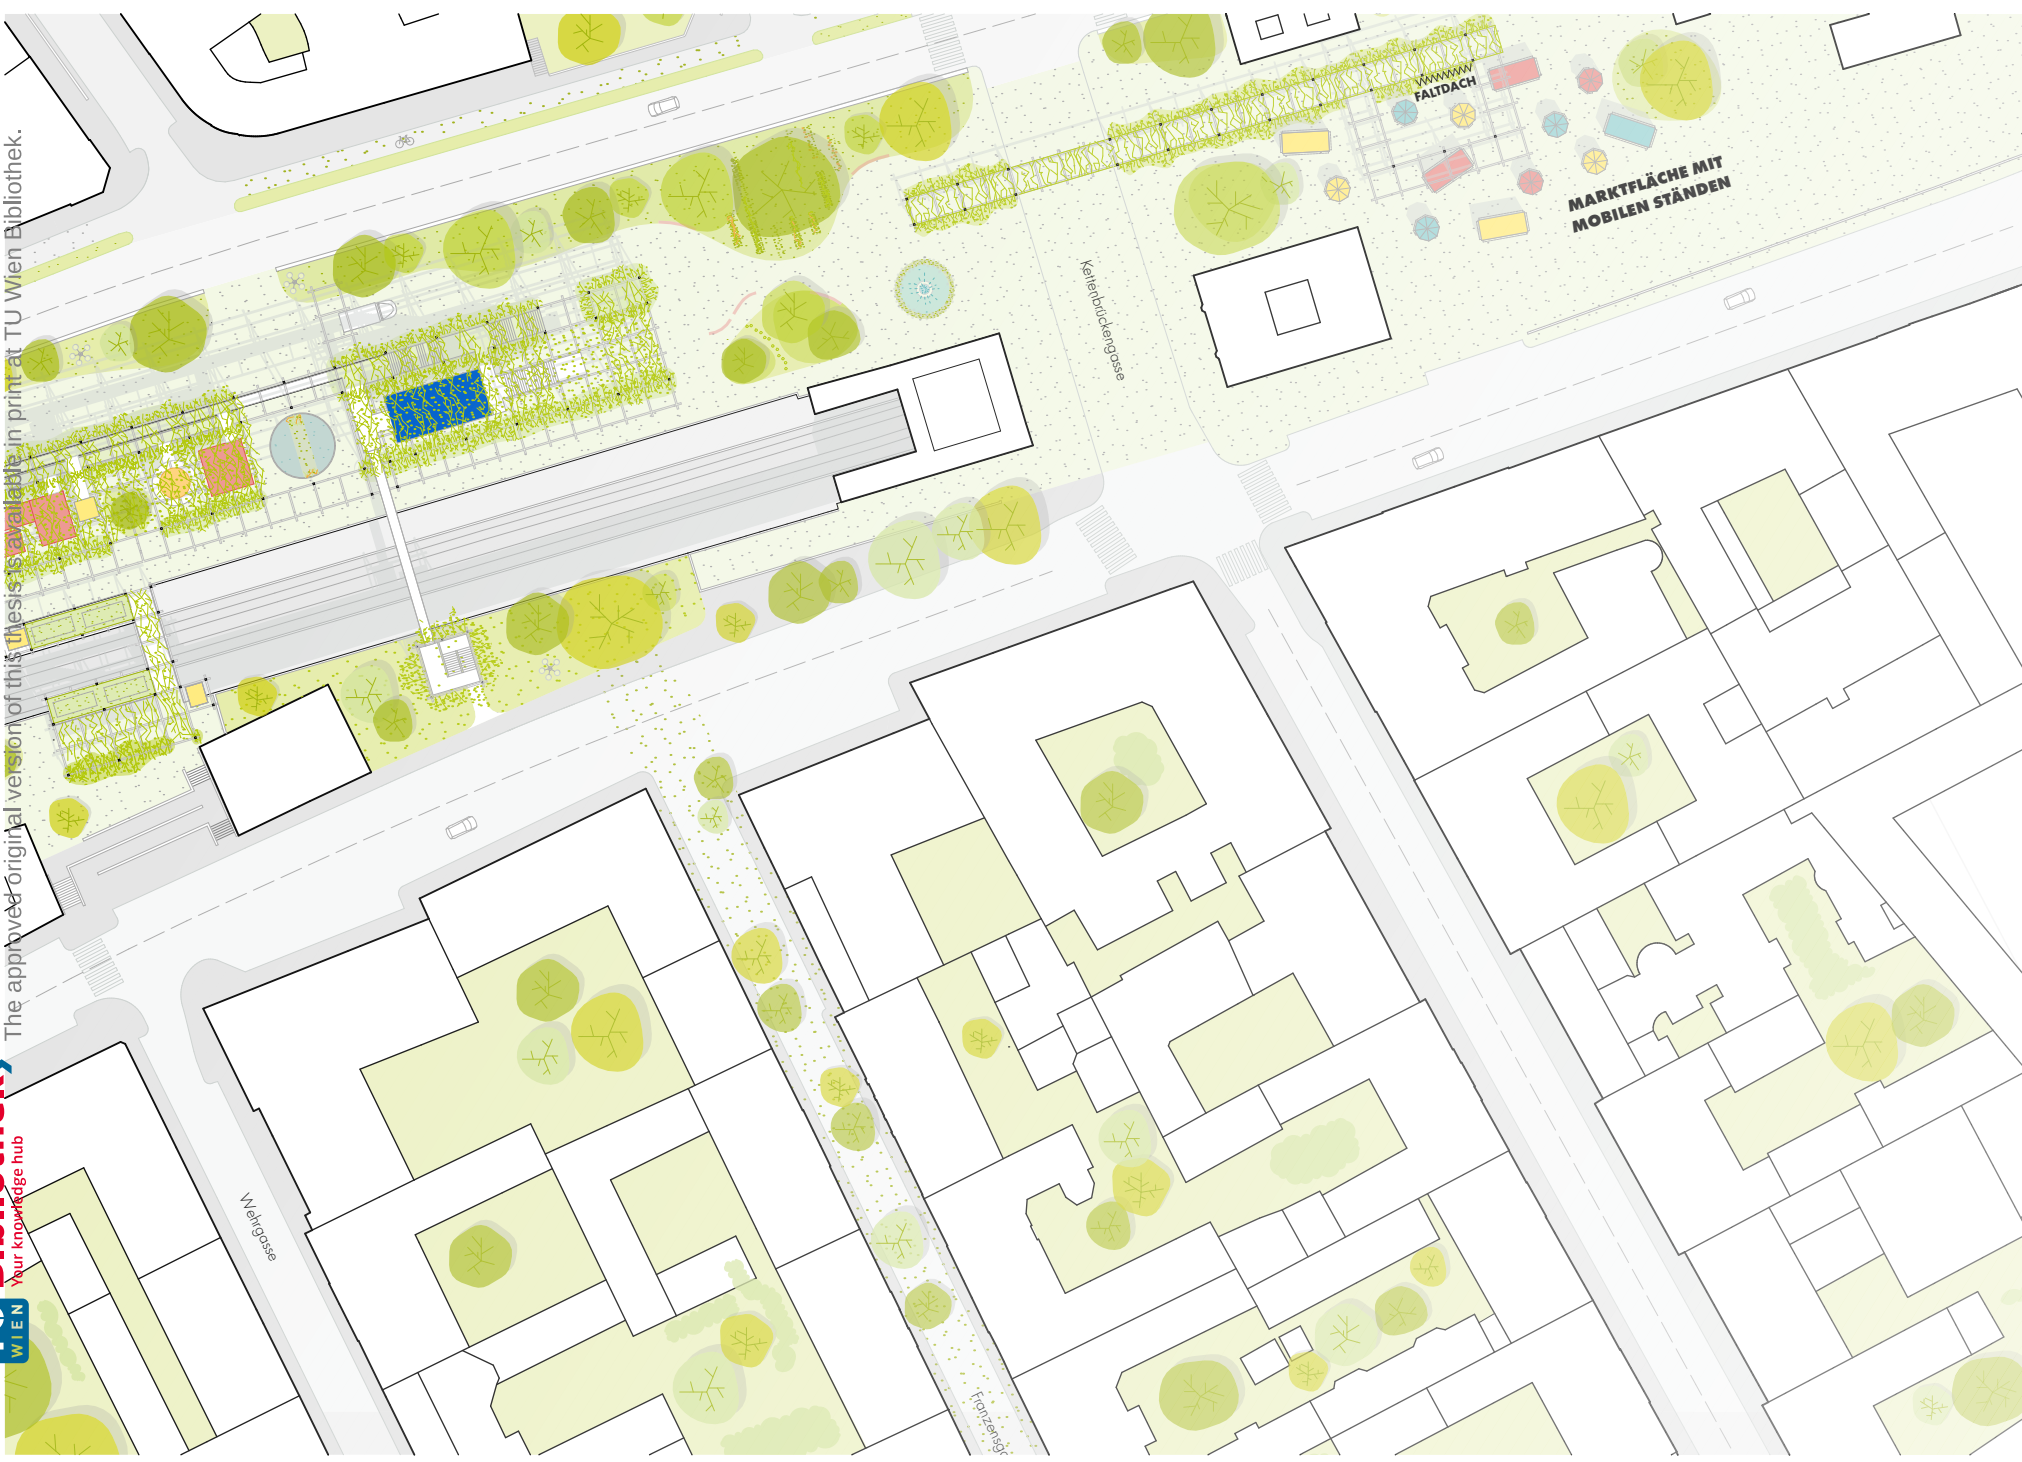 FALTDACH
MARKTFLÄCHE MIT
MOBILEN STÄNDEN
Kettenbrückengasse
Wehrgasse
The approved original version of this thesis is available in print at TU Wien Bibliothek.
Your knowledge hub
WIEN